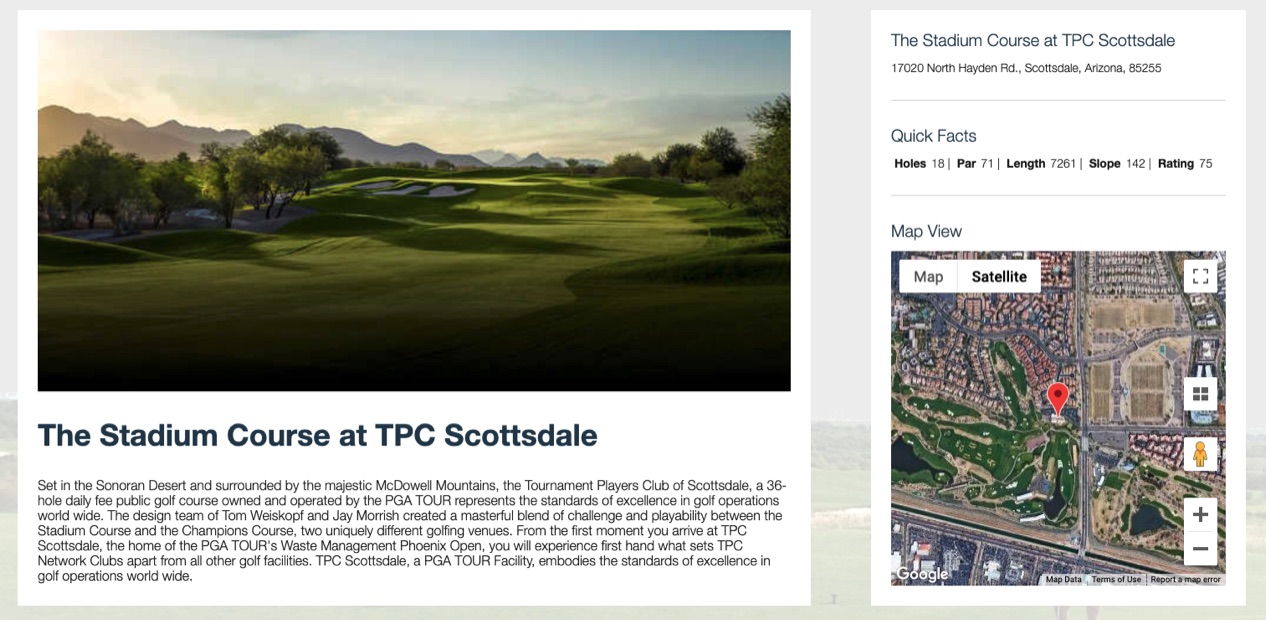 The Stadium Course at TPC Scottsdale
Set in the Sonoran Desert and surrounded by the majestic McDowell Mountains, the Tournament Players Club of Scottsdale, a 36-
hole daily fee public golf course owned and operated by the PGA TOUR represents the standards of excellence in golf operations
world wide. The design team of Tom Weiskopf and Jay Morrish created a masterful blend of challenge and playability between the
Stadium Course and the Champions Course, two uniquely different golfing venues. From the first moment you arrive at TPC
Scottsdale, the home of the PGA TOUR's Waste Management Phoenix Open, you will experience first hand what sets TPC
Network Clubs apart from all other golf facilities. TPC Scottsdale, a PGA TOUR Facility, embodies the standards of excellence in
golf operations world wide.
The Stadium Course at TPC Scottsdale
17020 North Hayden Rd., Scottsdale, Arizona, 85255
Quick Facts
Holes 18 | Par 71 | Length 7261 | Slope 142 | Rating 75
Map View
Map Satellite
Google
Map Data Terms of Use Report a map error